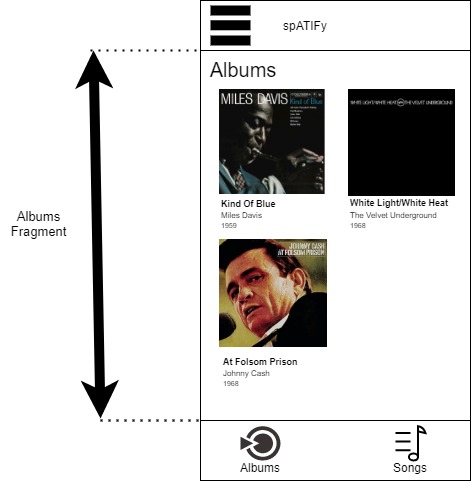 spATIFy
Albums
MILES DAVIS Kind of Blue
WHITE LIGHT/WHITE HEAT THE VELVET UNDERGROUND
Kind Of Blue
Miles Davis
1959
White Light/White Heat
The Velvet Underground
1968
Albums
Fragment
JOHNNY CASH
AT FOLSOM PRISON
At Folsom Prison
Johnny Cash
1968
Albums
Songs